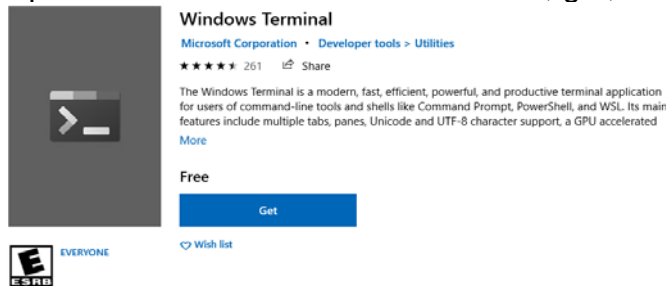 Windows Terminal
Microsoft Corporation • Developer tools > Utilities
261 Share
The Windows Terminal is a modern, fast, efficient, powerful, and productive terminal application
for users of command-line tools and shells like Command Prompt, PowerShell, and WSL. Its main
features include multiple tabs, panes, Unicode and UTF-8 character support, a GPU accelerated
More
Free
Get
Wish list
E
EVERYONE
ESRB